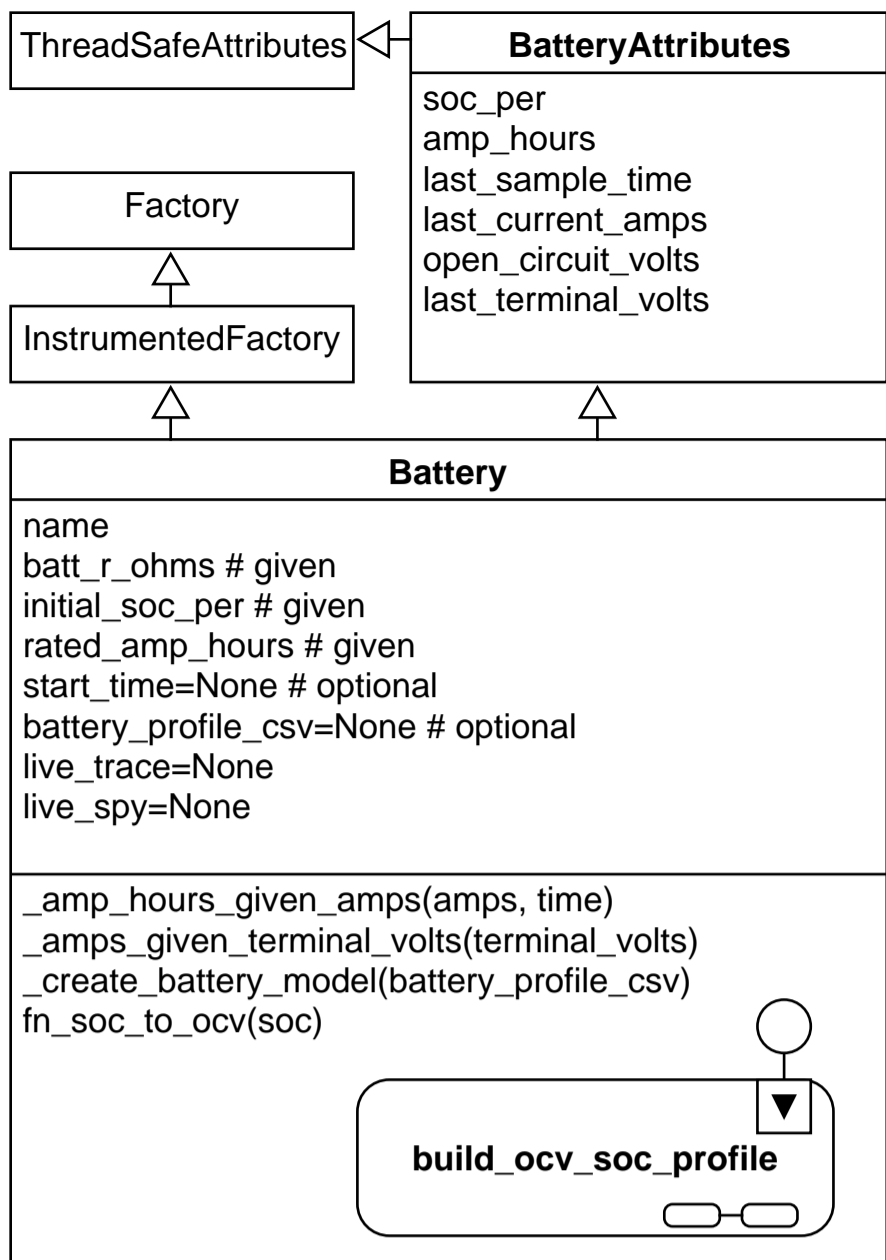 ThreadSafeAttributes
BatteryAttributes
soc_per
amp_hours
last_sample_time
last_current_amps
open_circuit_volts
last_terminal_volts
Factory
InstrumentedFactory
Battery
name
batt_r_ohms # given
initial_soc_per # given
rated_amp_hours # given
start_time=None # optional
battery_profile_csv=None # optional
live_trace=None
live_spy=None
_amp_hours_given_amps(amps, time)
_amps_given_terminal_volts(terminal_volts)
_create_battery_model(battery_profile_csv)
fn_soc_to_ocv(soc)
build_ocv_soc_profile